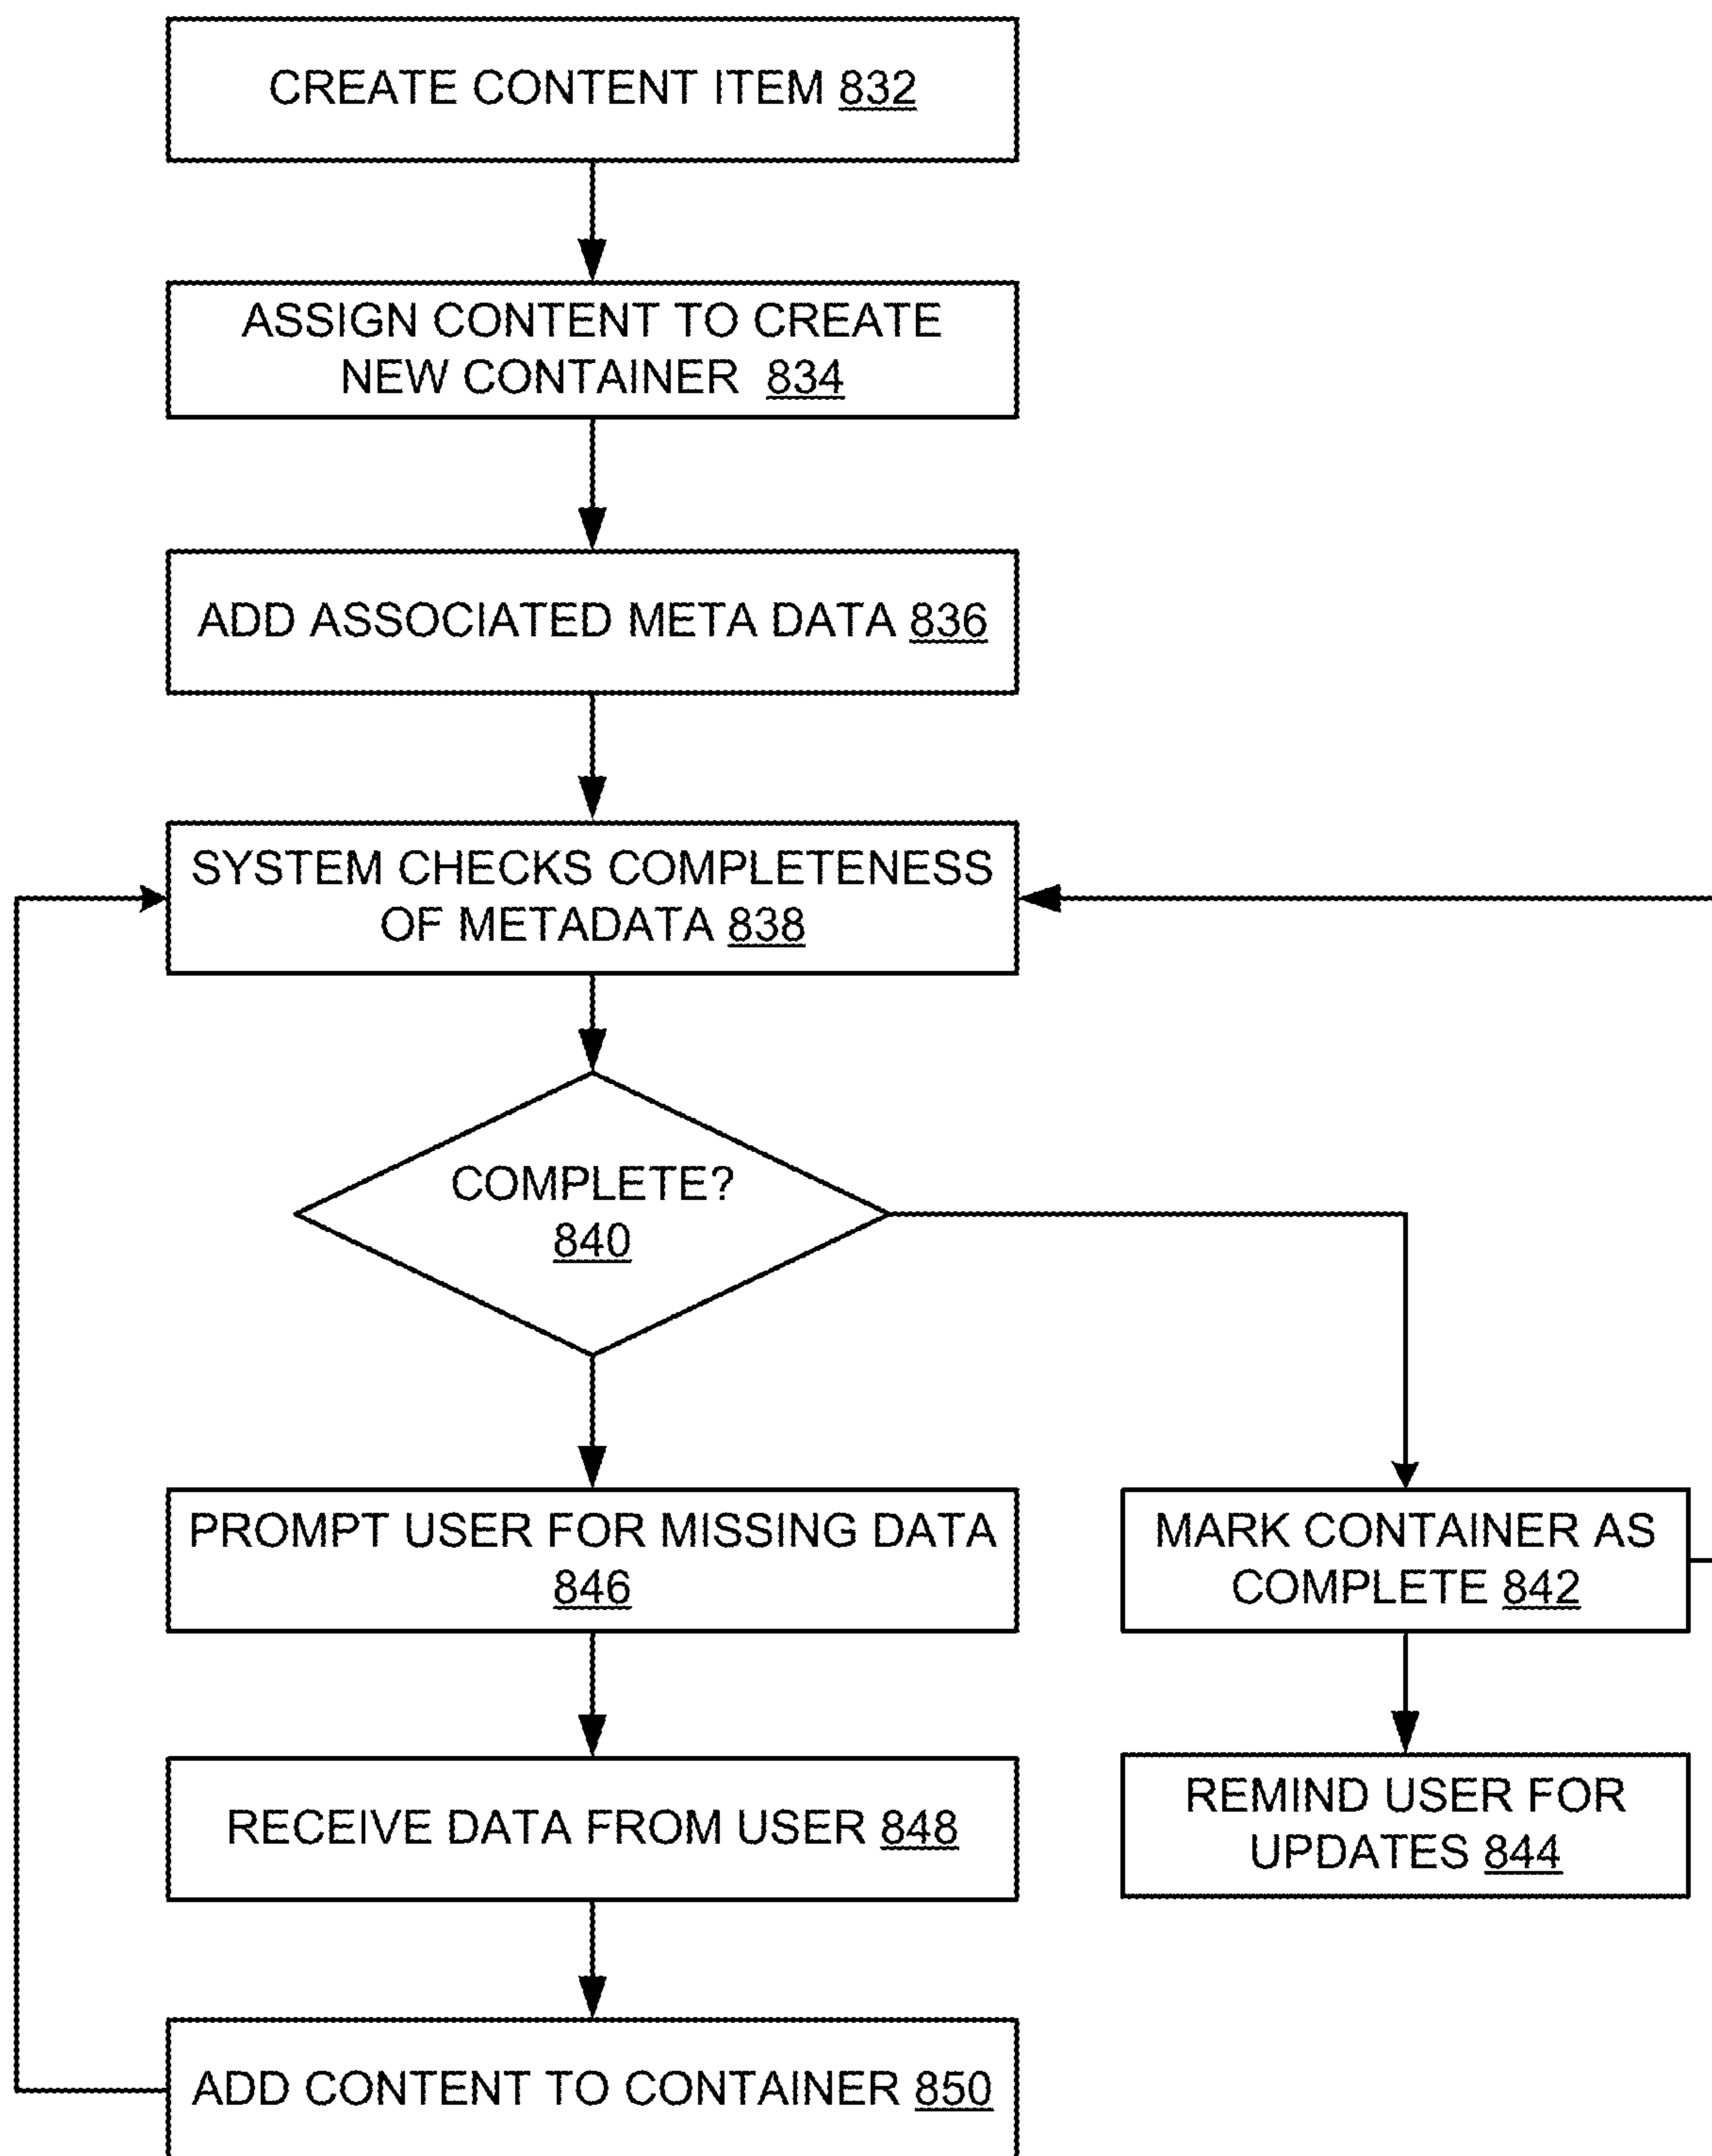 CREATE CONTENT ITEM 832
ASSIGN CONTENT TO CREATE
NEW CONTAINER 834
ADD ASSOCIATED META DATA 836
SYSTEM CHECKS COMPLETENESS
OF METADATA 838
COMPLETE?
840
PROMPT USER FOR MISSING DATA
846
MARK CONTAINER AS
COMPLETE 842
RECEIVE DATA FROM USER 848
REMIND USER FOR
UPDATES 844
ADD CONTENT TO CONTAINER 850